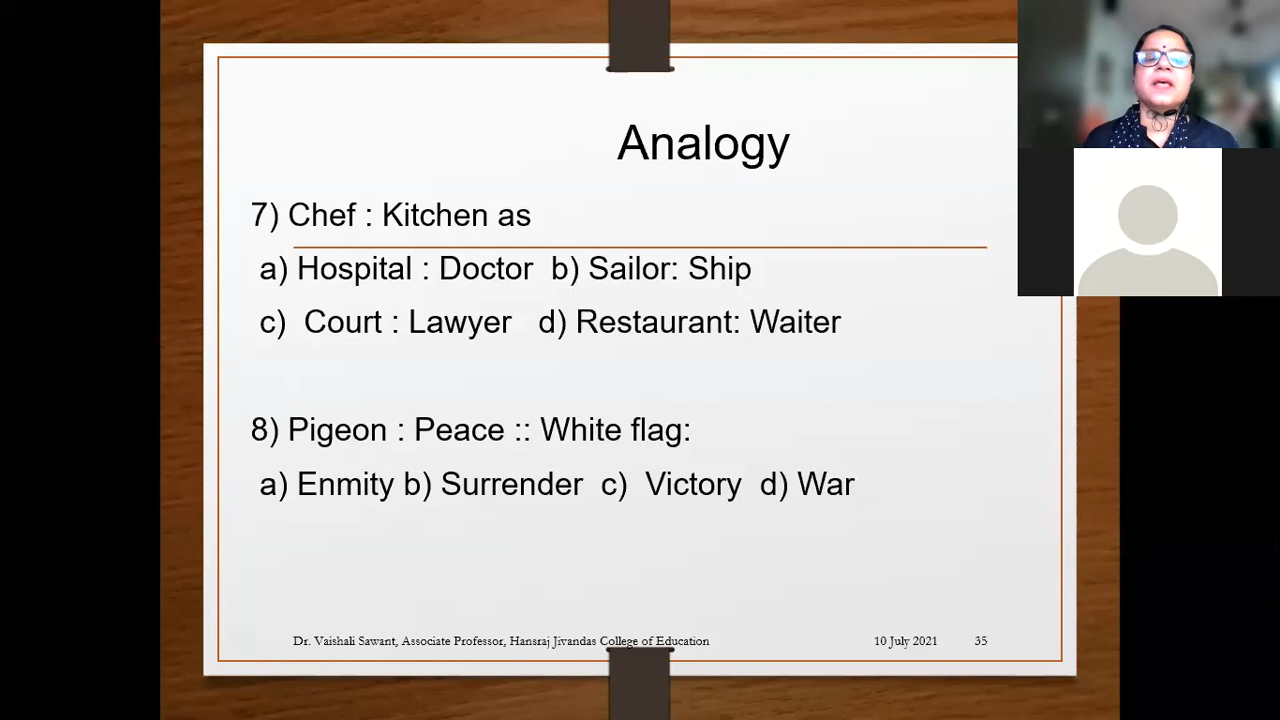 Analogy
7) Chef : Kitchen as
a) Hospital : Doctor b) Sailor: Ship
c) Court : Lawyer d) Restaurant: Waiter
8) Pigeon : Peace :: White flag:
a) Enmity b) Surrender c) Victory d) War
Dr. Vaishali Sawant, Associate Professor, Hansraj Jivandas College of Education 10 July 2021 35